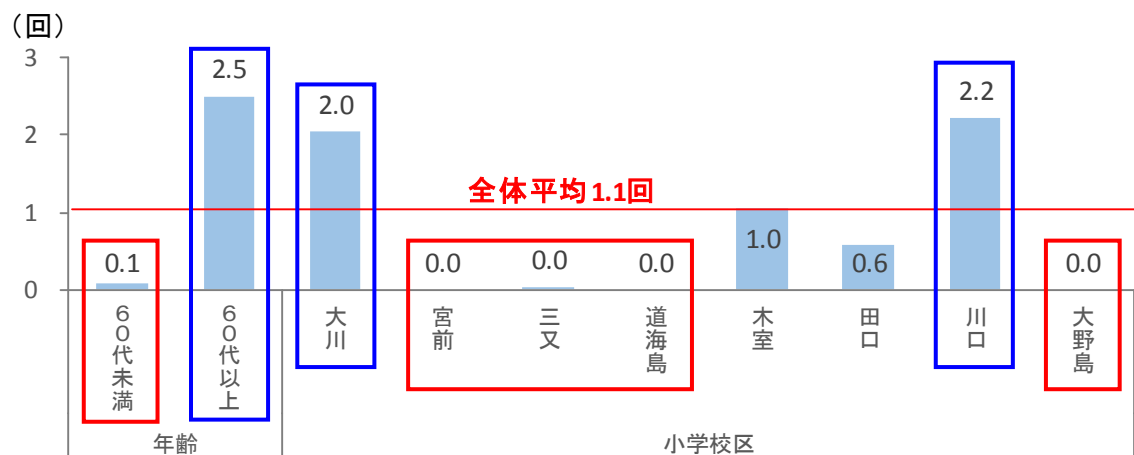 （回）
3
2
1
0
全体平均1.1回
0.1
2.5
2.0
0.0
0.0
0.0
1.0
0.6
2.2
0.0
６０代未満
６０代以上
大川
宮前
三又
道海島
木室
田口
川口
大野島
年齢
小学校区